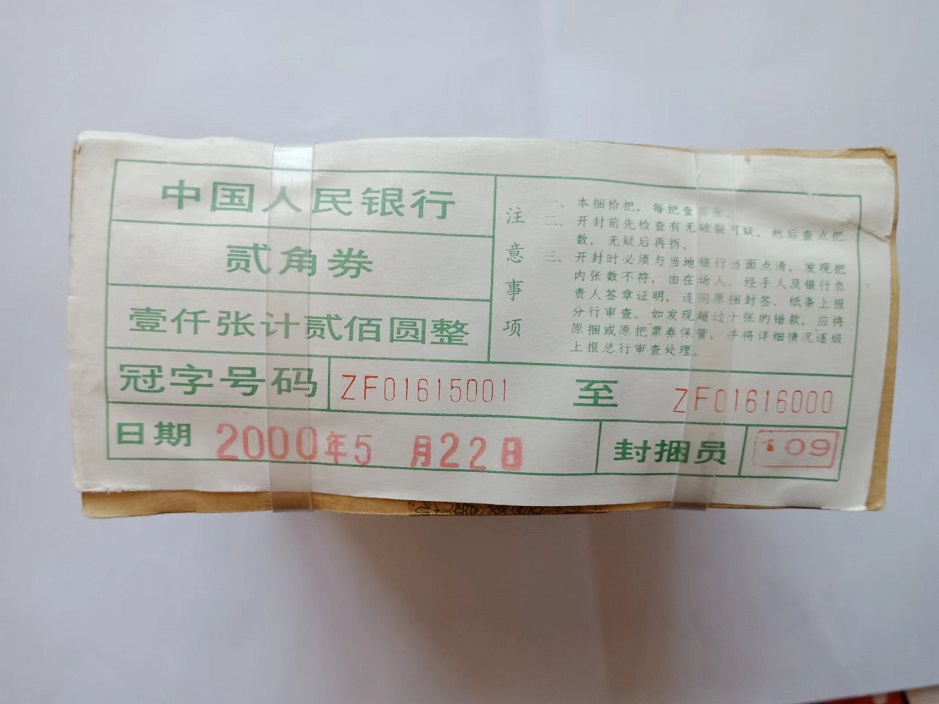 中国人民银行
贰角券
壹仟张计贰佰圆整
注意事项
一、本捆拾把，每把壹百张。
二、开封前先检查有无破裂可疑，然后查点把
数，无疑后再拆。
三、开封时必须与当地银行当面点清，发现把
内张数不符，由在场人、经手人及银行负
责人签章证明，连同原捆封签、纸条上报
分行审查。如发现超过十张的错款，应将
原捆或原把票券保管，并将详细情况逐级
上报总行审查处理。
冠字号码 ZF01615001 至 ZF01616000
日期 2000年5月22日 封捆员 09